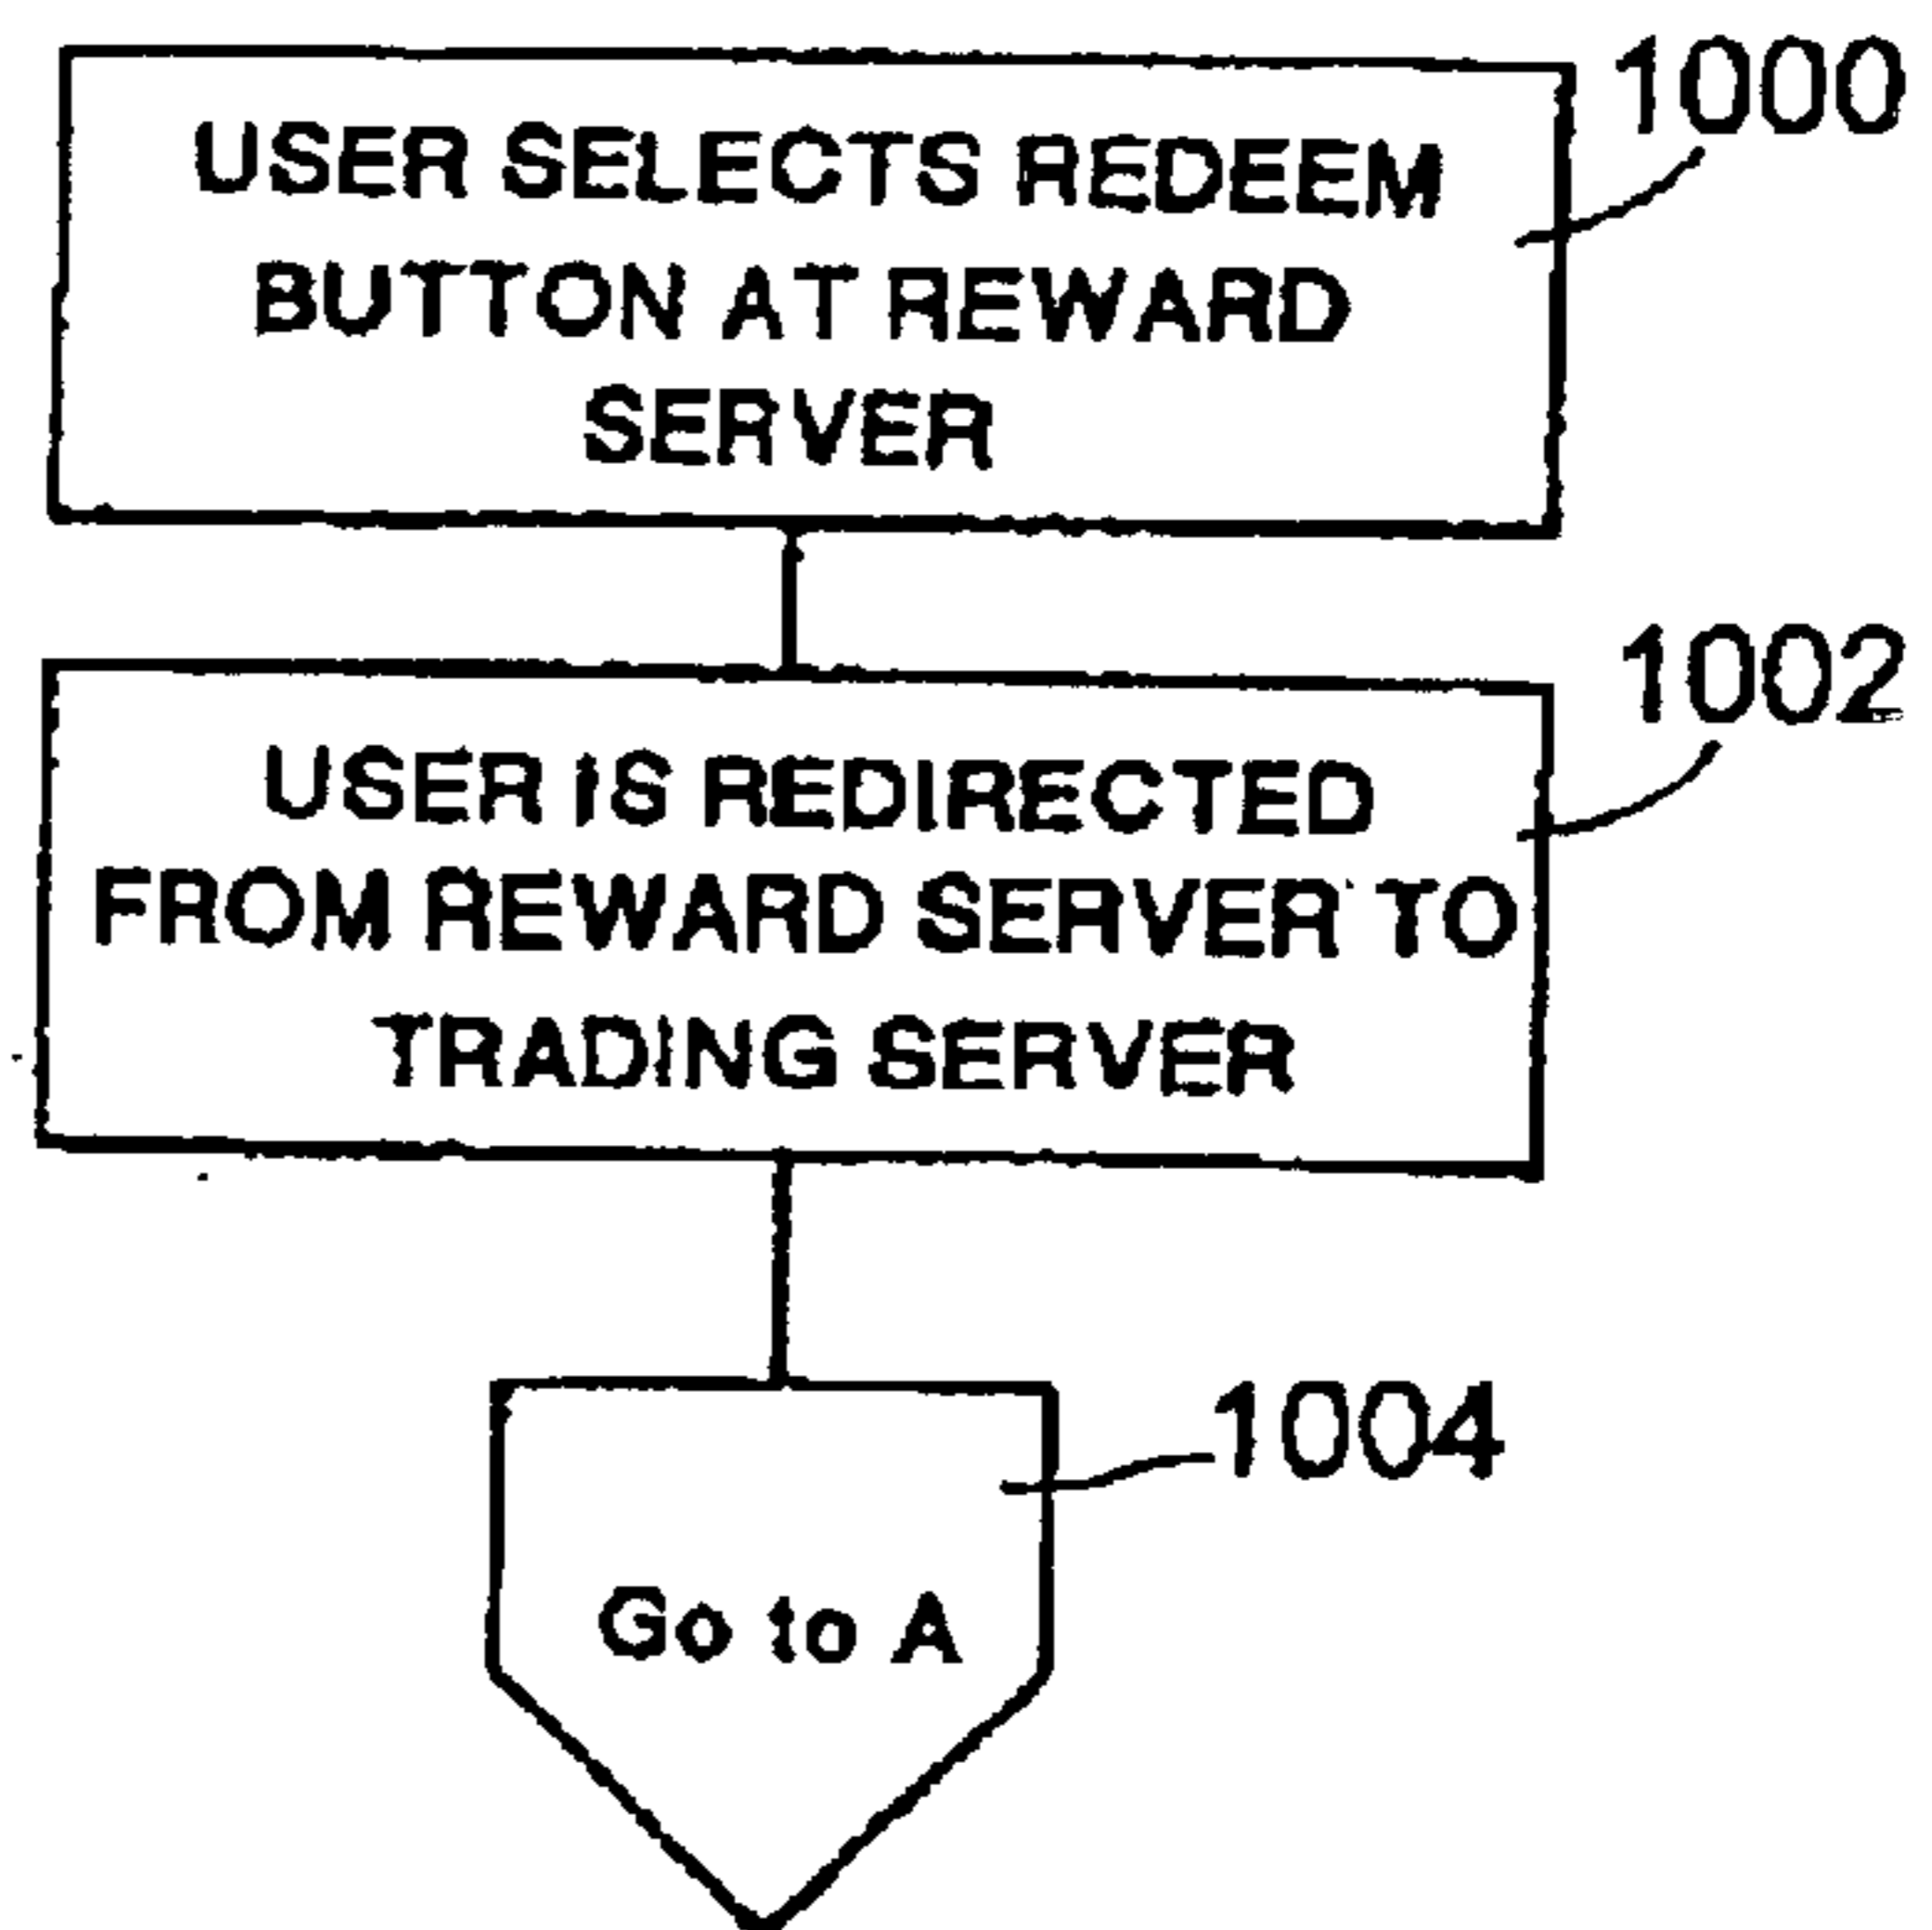 1000
USER SELECTS REDEEM
BUTTON AT REWARD
SERVER
1002
USER IS REDIRECTED
FROM REWARD SERVER TO
TRADING SERVER
1004
Go to A